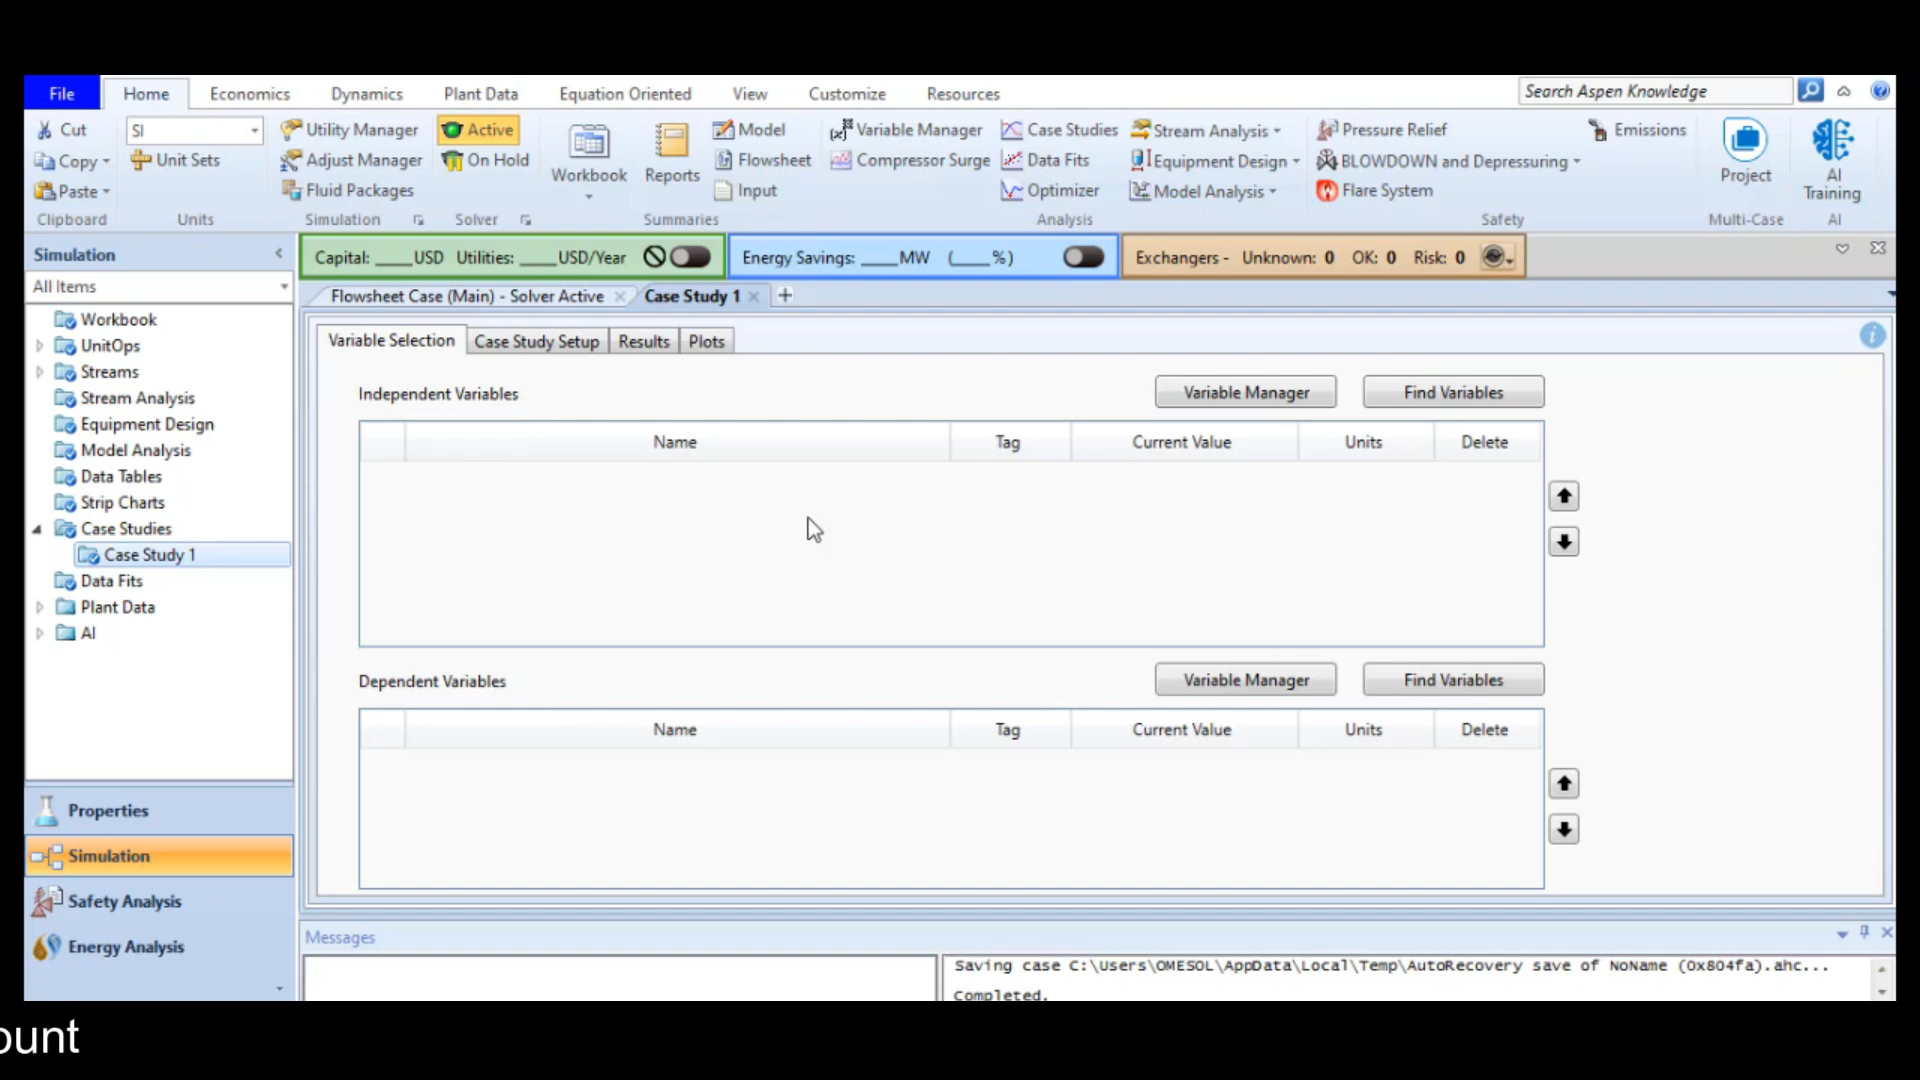 File Home Economics Dynamics Plant Data Equation Oriented View Customize Resources Search Aspen Knowledge
Cut SI Utility Manager Active Model Variable Manager Case Studies Stream Analysis Pressure Relief Emissions
Copy Unit Sets Adjust Manager On Hold Workbook Reports Flowsheet Compressor Surge Data Fits Equipment Design BLOWDOWN and Depressuring Project AI Training
Paste Fluid Packages Input Optimizer Model Analysis Flare System
Clipboard Units Simulation Solver Summaries Analysis Safety Multi-Case AI
Simulation
Capital: ____USD Utilities: ____USD/Year Energy Savings: ____MW (____%) Exchangers - Unknown: 0 OK: 0 Risk: 0
All Items
Flowsheet Case (Main) - Solver Active Case Study 1 +
Workbook
UnitOps
Streams
Stream Analysis
Equipment Design
Model Analysis
Data Tables
Strip Charts
Case Studies
Case Study 1
Data Fits
Plant Data
AI
Properties
Simulation
Safety Analysis
Energy Analysis
Variable Selection Case Study Setup Results Plots
Independent Variables Variable Manager Find Variables
Name Tag Current Value Units Delete
Dependent Variables Variable Manager Find Variables
Name Tag Current Value Units Delete
Messages
Saving case C:\Users\OMESOL\AppData\Local\Temp\AutoRecovery save of NoName (0x804fa).ahc...
Completed.
ount